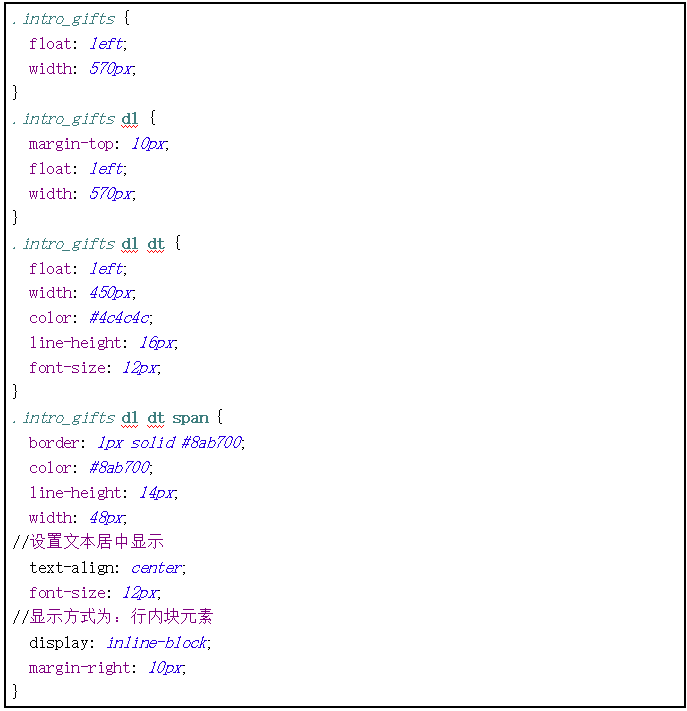 .intro_gifts {
float: left;
width: 570px;
}
.intro_gifts dl {
margin-top: 10px;
float: left;
width: 570px;
}
.intro_gifts dl dt {
float: left;
width: 450px;
color: #4c4c4c;
line-height: 16px;
font-size: 12px;
}
.intro_gifts dl dt span {
border: 1px solid #8ab700;
color: #8ab700;
line-height: 14px;
width: 48px;
//设置文本居中显示
text-align: center;
font-size: 12px;
//显示方式为：行内块元素
display: inline-block;
margin-right: 10px;
}